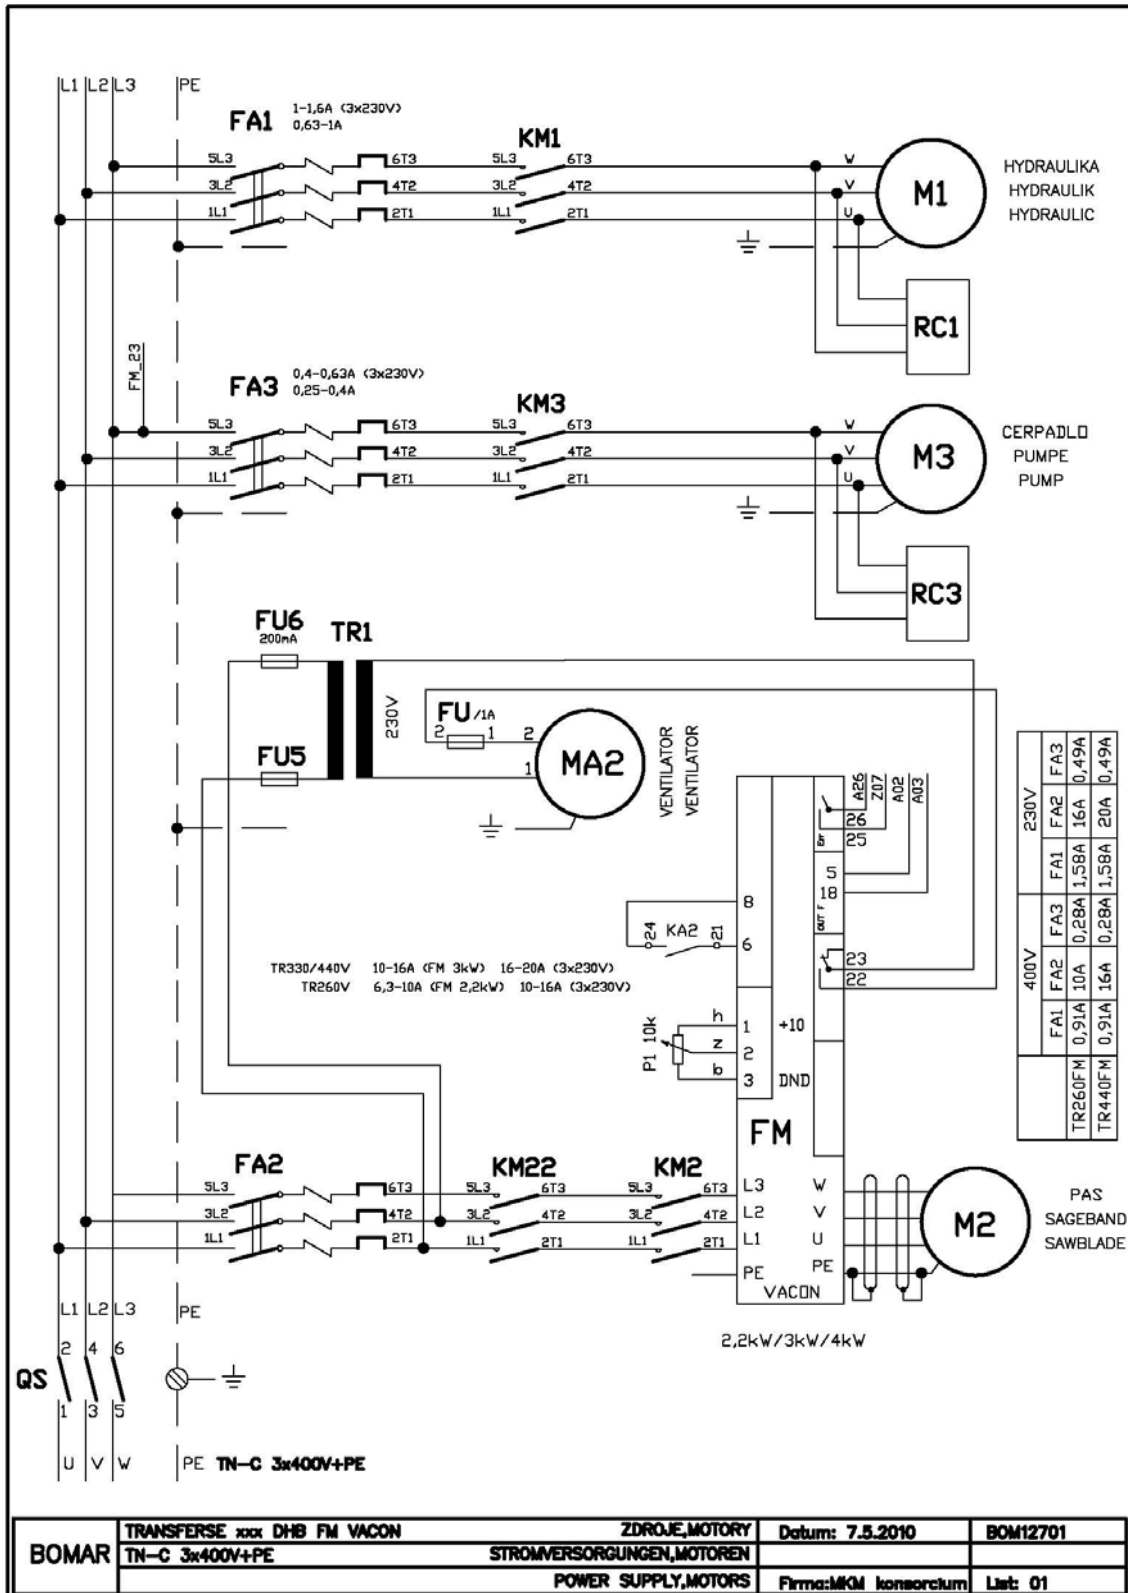 L1 L2 L3 PE
FA1
1-1,6A (3x230V)
0,63-1A
KM1
5L3 6T3 5L3 6T3 W
3L2 4T2 3L2 4T2 V
1L1 2T1 1L1 2T1 U
M1
HYDRAULIKA
HYDRAULIK
HYDRAULIC
RC1
FM_23
FA3
0,4-0,63A (3x230V)
0,25-0,4A
KM3
5L3 6T3 5L3 6T3 W
3L2 4T2 3L2 4T2 V
1L1 2T1 1L1 2T1 U
M3
CERPADLO
PUMPE
PUMP
RC3
FU6
200mA
TR1
230V
FU5
FU /1A
2 1 2
1
MA2
VENTILATOR
VENTILATOR
A26
Z07
A02
A03
26
25
Ext
5
18
OUT F
23
22
8
6
24 KA2 21
TR330/440V 10-16A (FM 3kW) 16-20A (3x230V)
TR260V 6,3-10A (FM 2,2kW) 10-16A (3x230V)
P1 10k
h 1 +10
z 2
b 3 DND
FM
400V 230V
FA1 FA2 FA3 FA1 FA2 FA3
TR260FM 0,91A 10A 0,28A 1,58A 16A 0,49A
TR440FM 0,91A 16A 0,28A 1,58A 20A 0,49A
FA2
KM22
KM2
5L3 6T3 5L3 6T3 5L3 6T3 L3 W
3L2 4T2 3L2 4T2 3L2 4T2 L2 V
1L1 2T1 1L1 2T1 1L1 2T1 L1 U
PE PE
VACON
M2
PAS
SAGEBAND
SAWBLADE
2,2kW/3kW/4kW
L1 L2 L3 PE
2 4 6
QS
1 3 5
U V W PE TN-C 3x400V+PE
BOMAR
TRANSFERSE xxx DHB FM VACON ZDROJE,MOTORY Datum: 7.5.2010 BOM12701
TN-C 3x400V+PE STROMVERSORGUNGEN,MOTOREN
POWER SUPPLY,MOTORS Firma:MKM konsorcium List: 01